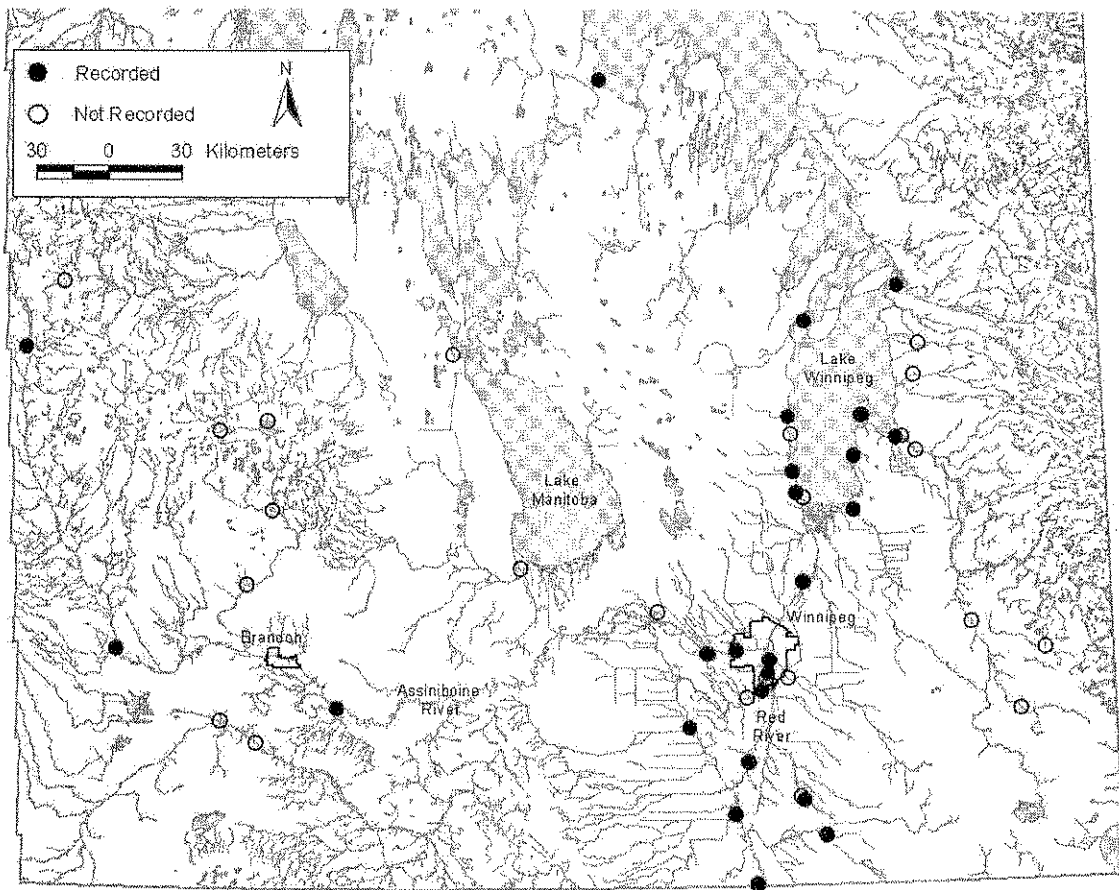 Recorded
N
Not Recorded
30 0 30 Kilometers
Lake
Winnipeg
Lake
Manitoba
Winnipeg
Brandon
Assiniboine
River
Red
River